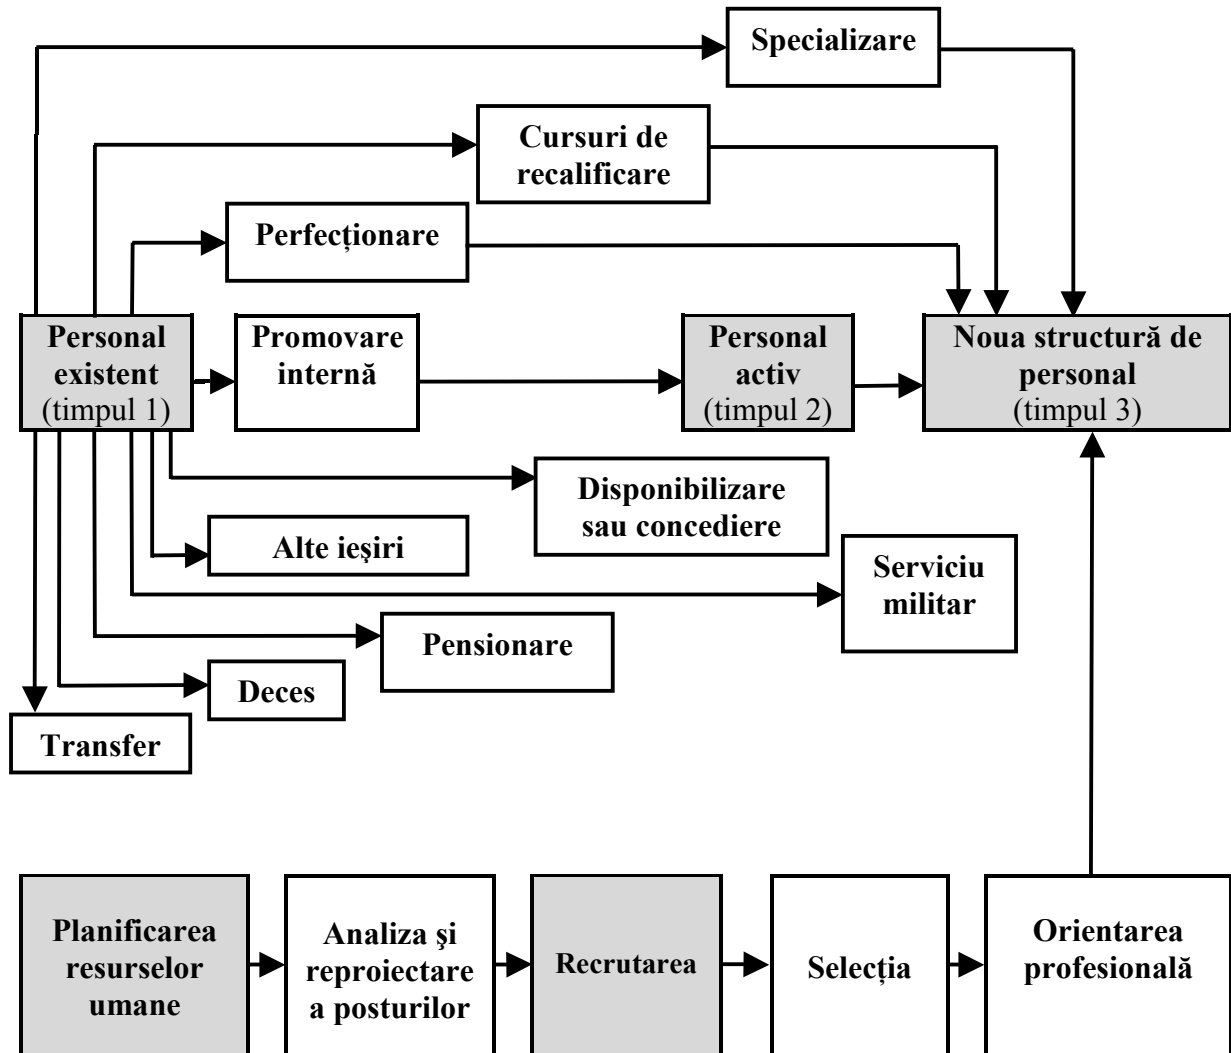 Specializare
Cursuri de
recalificare
Perfecționare
Personal
existent
(timpul 1)
Promovare
internă
Personal
activ
(timpul 2)
Noua structură de
personal
(timpul 3)
Disponibilizare
sau concediere
Alte ieşiri
Serviciu
militar
Pensionare
Deces
Transfer
Planificarea
resurselor
umane
Analiza şi
reproiectare
a posturilor
Recrutarea
Selecția
Orientarea
profesională